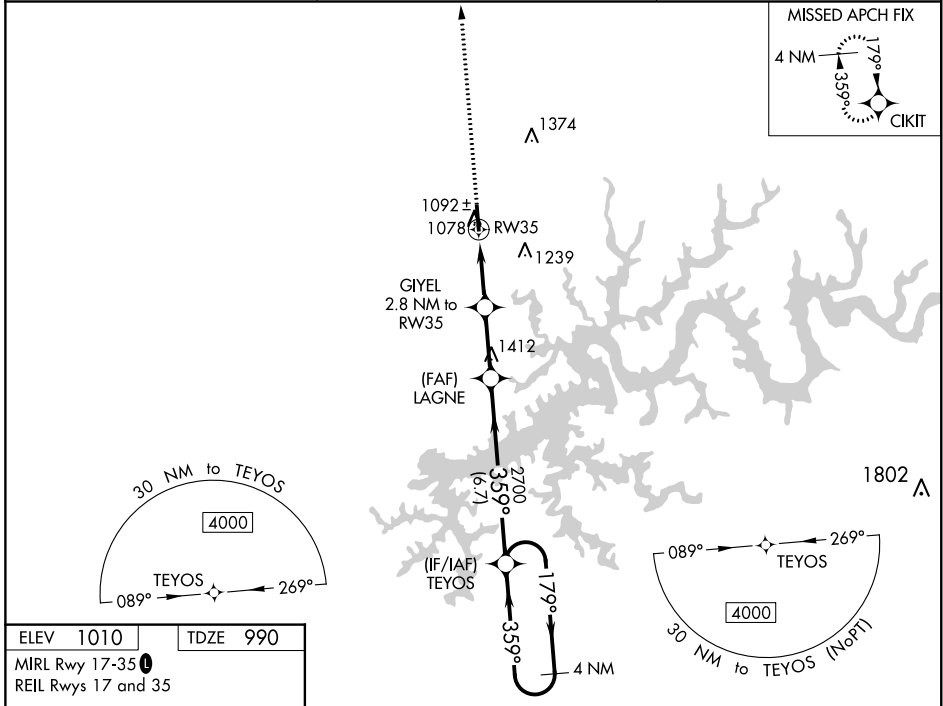 MISSED APCH FIX
4 NM
179°
359°
CIKIT
1374
1092±
1078
RW35
1239
GIYEL
2.8 NM to
RW35
1412
(FAF)
LAGNE
359°
2700
(6.7)
1802
30 NM to TEYOS
4000
TEYOS
089°
269°
(IF/IAF)
TEYOS
179°
359°
4 NM
089°
269°
TEYOS
4000
30 NM to TEYOS (NoPT)
ELEV 1010
TDZE 990
MIRL Rwy 17-35 L
REIL Rwys 17 and 35